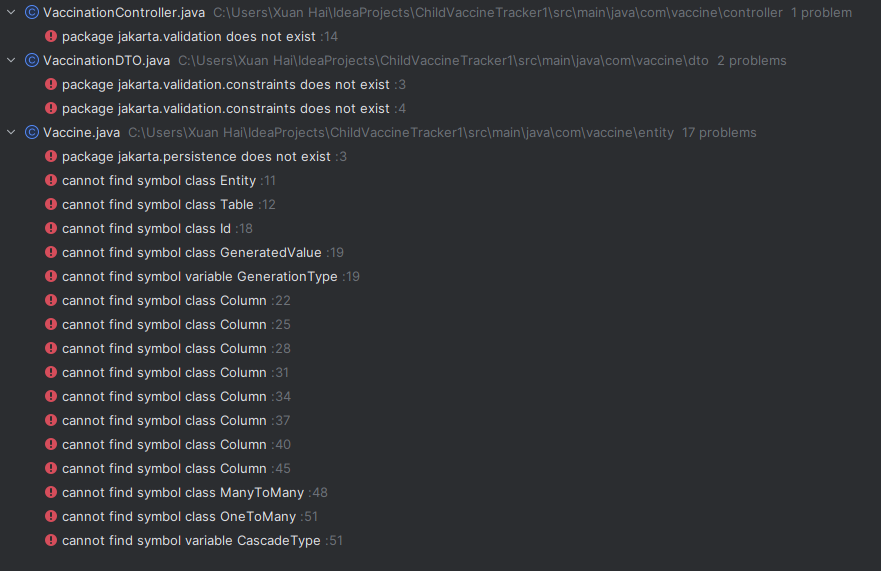 VaccinationController.java C:\Users\Xuan Hai\IdeaProjects\ChildVaccineTracker1\src\main\java\com\vaccine\controller 1 problem
package jakarta.validation does not exist :14
VaccinationDTO.java C:\Users\Xuan Hai\IdeaProjects\ChildVaccineTracker1\src\main\java\com\vaccine\dto 2 problems
package jakarta.validation.constraints does not exist :3
package jakarta.validation.constraints does not exist :4
Vaccine.java C:\Users\Xuan Hai\IdeaProjects\ChildVaccineTracker1\src\main\java\com\vaccine\entity 17 problems
package jakarta.persistence does not exist :3
cannot find symbol class Entity :11
cannot find symbol class Table :12
cannot find symbol class Id :18
cannot find symbol class GeneratedValue :19
cannot find symbol variable GenerationType :19
cannot find symbol class Column :22
cannot find symbol class Column :25
cannot find symbol class Column :28
cannot find symbol class Column :31
cannot find symbol class Column :34
cannot find symbol class Column :37
cannot find symbol class Column :40
cannot find symbol class Column :45
cannot find symbol class ManyToMany :48
cannot find symbol class OneToMany :51
cannot find symbol variable CascadeType :51